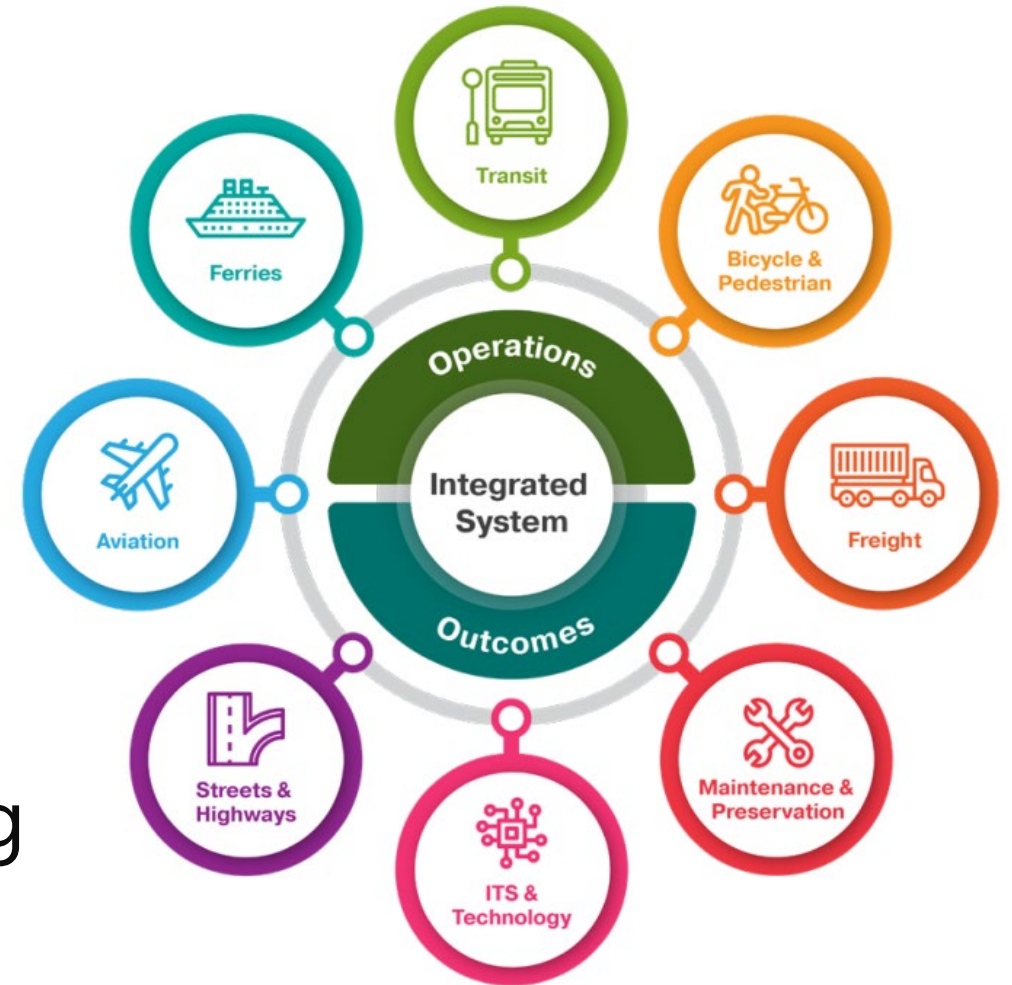 Transit
Bicycle &
Pedestrian
Ferries
Operations
Integrated
System
Aviation
Freight
Outcomes
Streets &
Highways
Maintenance &
Preservation
ITS &
Technology
g